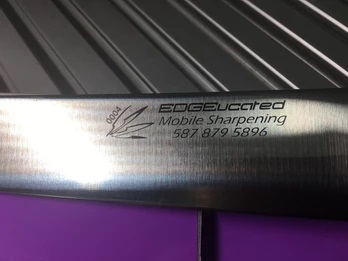 0004
EDGEucated
Mobile Sharpening
587 879 5896